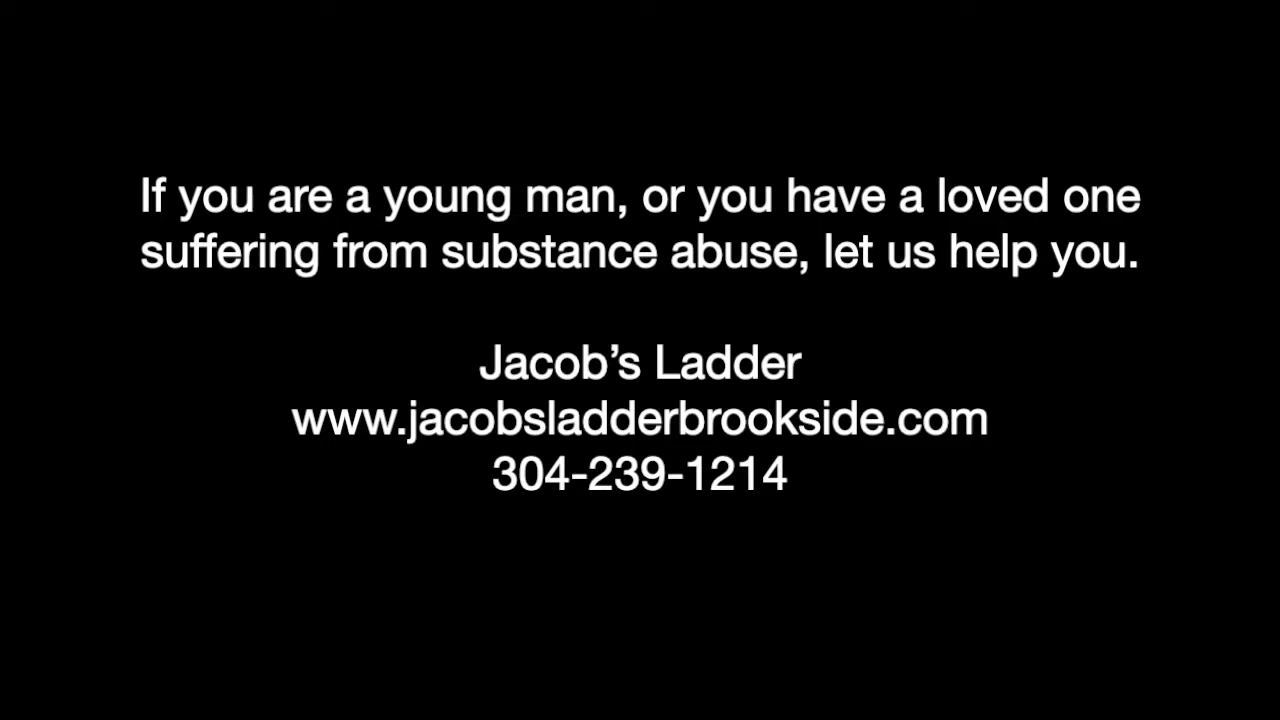 If you are a young man, or you have a loved one
suffering from substance abuse, let us help you.
Jacob’s Ladder
www.jacobsladderbrookside.com
304-239-1214